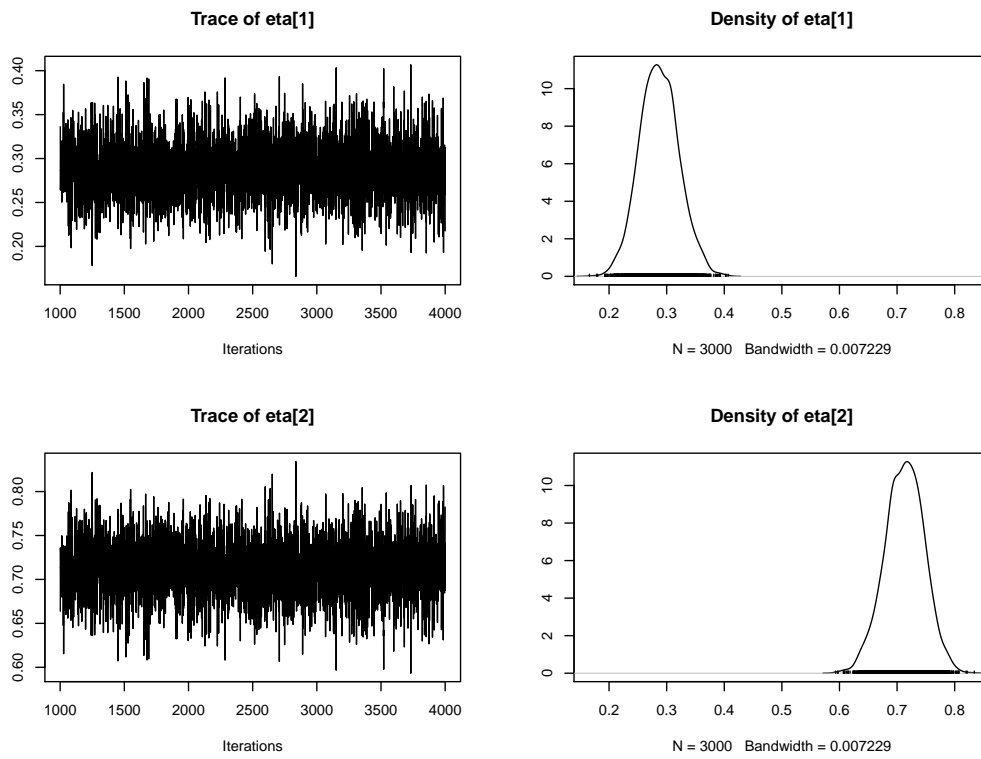 Trace of eta[1]
0.40
0.35
0.30
0.25
0.20
1000 1500 2000 2500 3000 3500 4000
Iterations
Density of eta[1]
10
8
6
4
2
0
0.2 0.3 0.4 0.5 0.6 0.7 0.8
N = 3000 Bandwidth = 0.007229
Trace of eta[2]
0.80
0.75
0.70
0.65
0.60
1000 1500 2000 2500 3000 3500 4000
Iterations
Density of eta[2]
10
8
6
4
2
0
0.2 0.3 0.4 0.5 0.6 0.7 0.8
N = 3000 Bandwidth = 0.007229